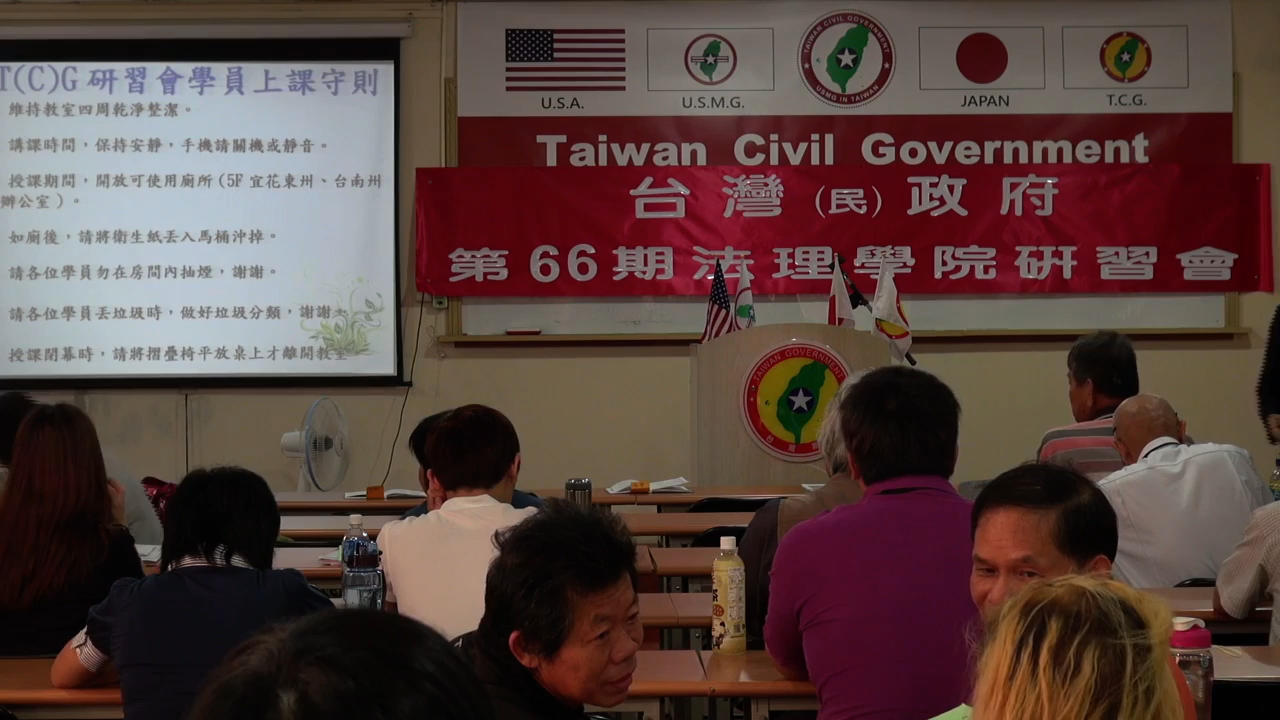 T(C)G 研習會學員上課守則
維持教室四周乾淨整潔。
講課時間，保持安靜，手機請關機或靜音。
授課期間，開放可使用廁所(5F 宜花東州、台南州
辦公室)。
如廁後，請將衛生紙丟入馬桶沖掉。
請各位學員勿在房間內抽煙，謝謝。
請各位學員丟垃圾時，做好垃圾分類，謝謝。
授課閉幕時，請將摺疊椅平放桌上才離開教室
TAIWAN CIVIL GOVERNMENT
USMG IN TAIWAN
U.S.A.
U.S.M.G.
JAPAN
T.C.G.
Taiwan Civil Government
台灣(民)政府
第66期法理學院研習會
TAIWAN GOVERNMENT